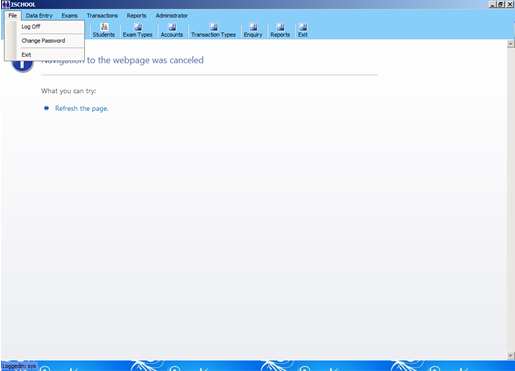 ISCHOOL
File Data Entry Exams Transactions Reports Administrator
Students Exam Types Accounts Transaction Types Enquiry Reports Exit
Log Off
Change Password
Exit
Navigation to the webpage was canceled
What you can try:
Refresh the page.
Loggedin: sys